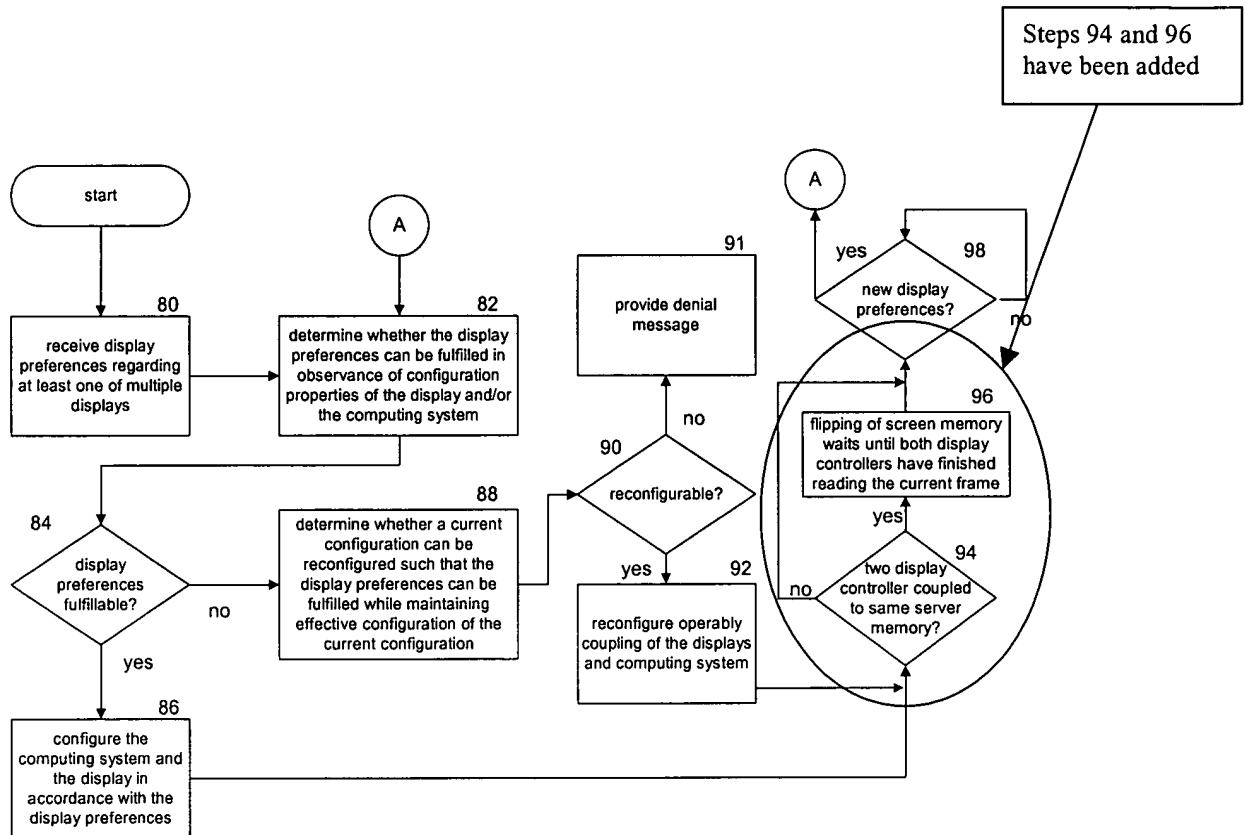 Steps 94 and 96
have been added
start
A
A
80
receive display
preferences regarding
at least one of multiple
displays
82
determine whether the display
preferences can be fulfilled in
observance of configuration
properties of the display and/or
the computing system
84
display
preferences
fulfillable?
no
yes
86
configure the
computing system and
the display in
accordance with the
display preferences
88
determine whether a current
configuration can be
reconfigured such that the
display preferences can be
fulfilled while maintaining
effective configuration of the
current configuration
90
reconfigurable?
no
91
provide denial
message
yes
92
reconfigure operably
coupling of the displays
and computing system
94
two display
controller coupled
to same server
memory?
no
yes
96
flipping of screen memory
waits until both display
controllers have finished
reading the current frame
98
new display
preferences?
yes
no